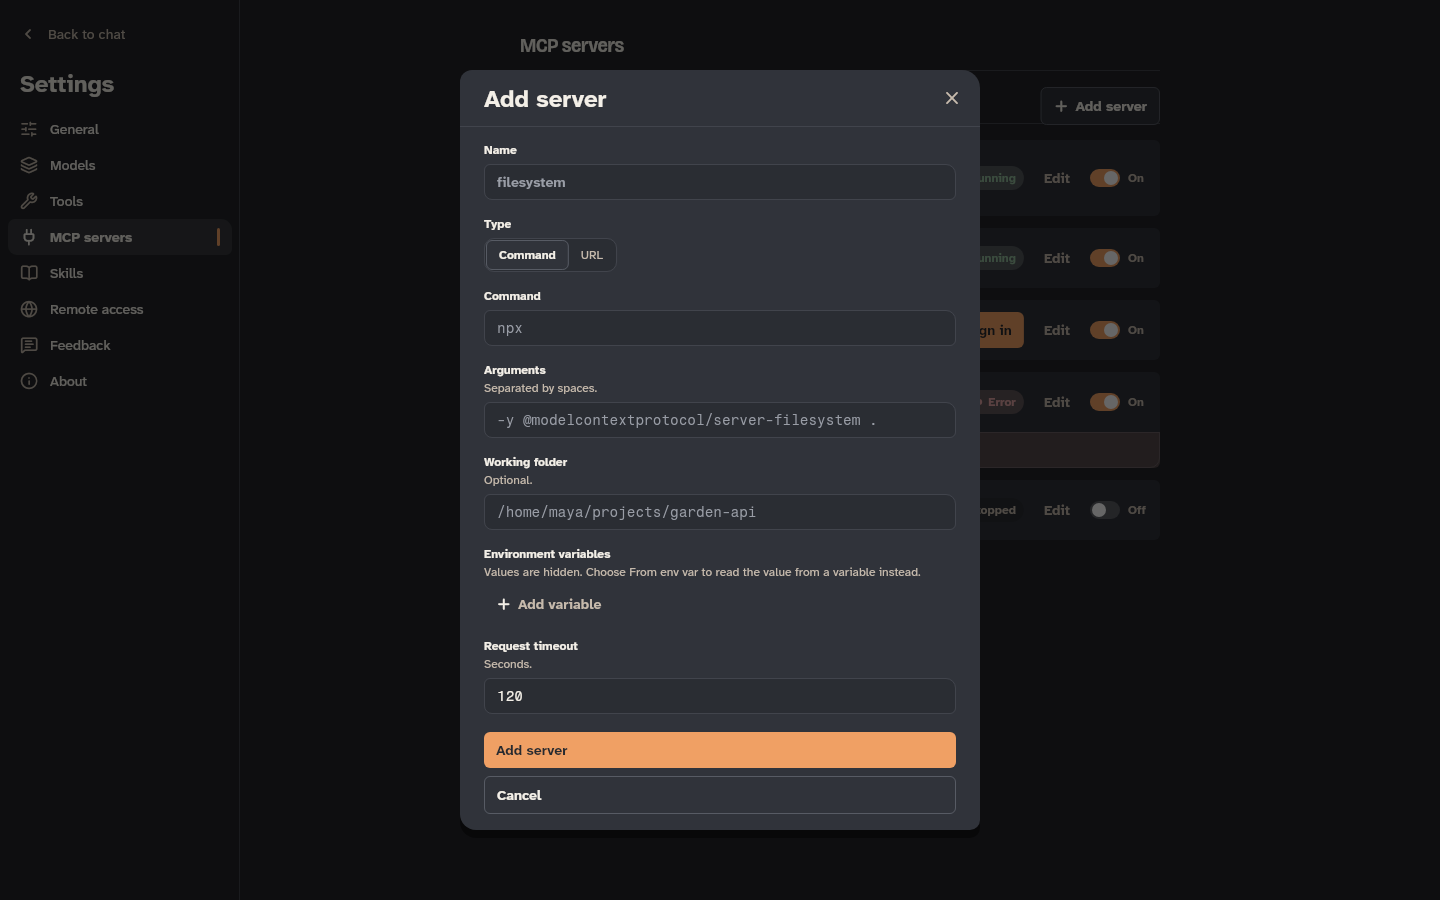 Back to chat
Settings
General
Models
Tools
MCP servers
Skills
Remote access
Feedback
About
MCP servers
Add server
Edit
On
Edit
On
Edit
On
Error
Edit
On
Edit
Off
Add server
Name
filesystem
Type
Command
URL
Command
npx
Arguments
Separated by spaces.
-y @modelcontextprotocol/server-filesystem .
Working folder
Optional.
/home/maya/projects/garden-api
Environment variables
Values are hidden. Choose From env var to read the value from a variable instead.
Add variable
Request timeout
Seconds.
120
Add server
Cancel